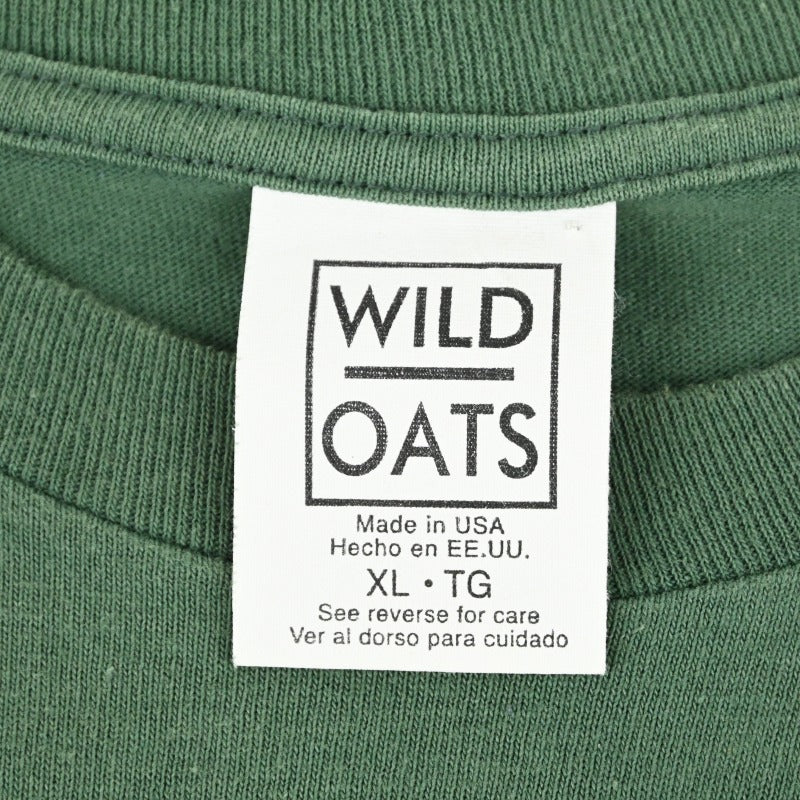 WILD
OATS
Made in USA
Hecho en EE.UU.
XL • TG
See reverse for care
Ver al dorso para cuidado